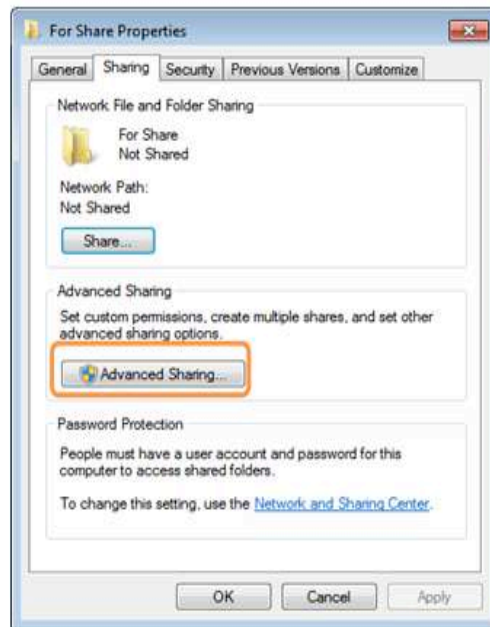 For Share Properties
General Sharing Security Previous Versions Customize
Network File and Folder Sharing
For Share
Not Shared
Network Path:
Not Shared
Share...
Advanced Sharing
Set custom permissions, create multiple shares, and set other
advanced sharing options.
Advanced Sharing...
Password Protection
People must have a user account and password for this
computer to access shared folders.
To change this setting, use the Network and Sharing Center.
OK Cancel Apply